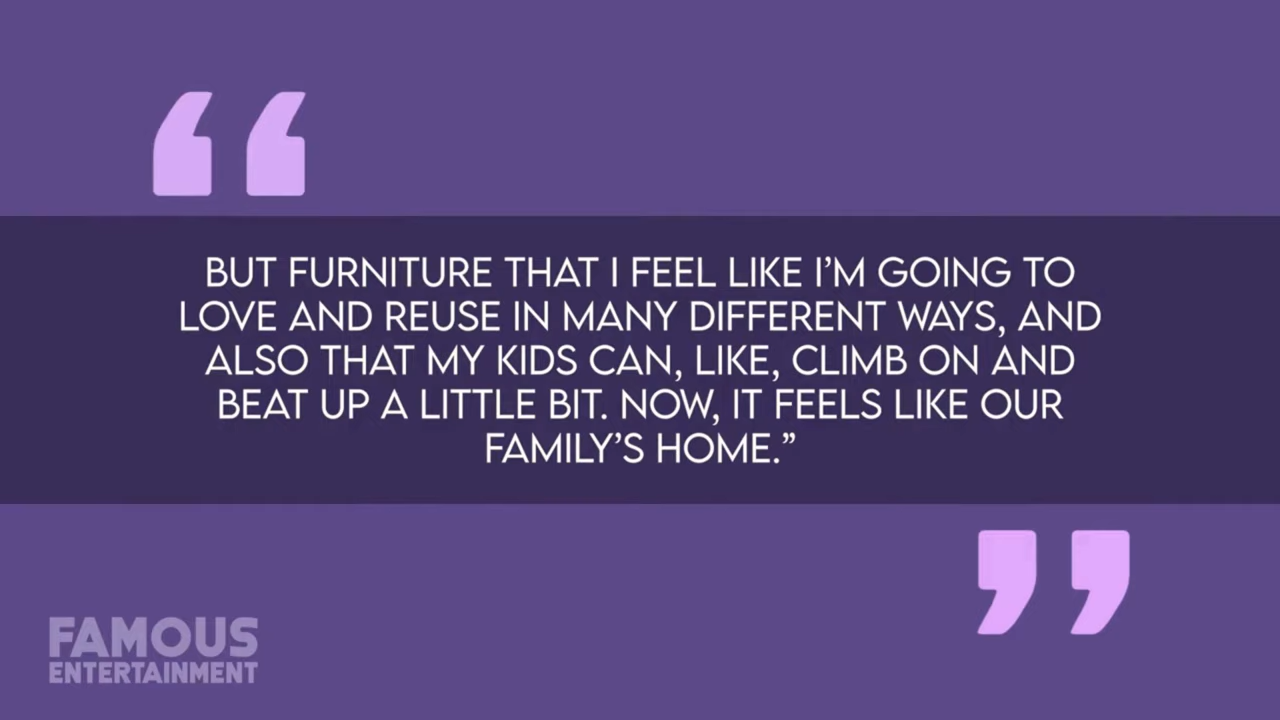 BUT FURNITURE THAT I FEEL LIKE I’M GOING TO
LOVE AND REUSE IN MANY DIFFERENT WAYS, AND
ALSO THAT MY KIDS CAN, LIKE, CLIMB ON AND
BEAT UP A LITTLE BIT. NOW, IT FEELS LIKE OUR
FAMILY’S HOME.”
FAMOUS
ENTERTAINMENT